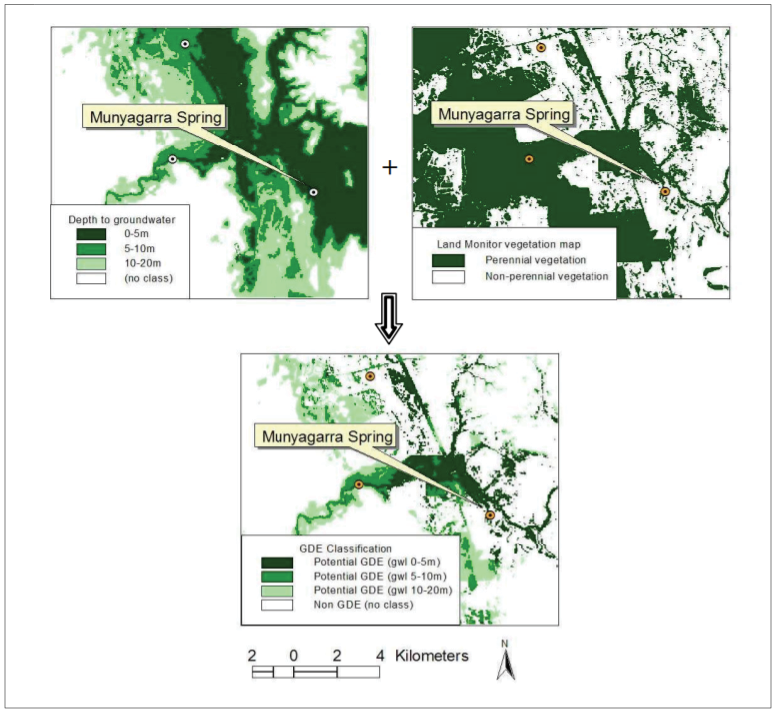 Munyagarra Spring
Depth to groundwater
0-5m
5-10m
10-20m
(no class)
+
Munyagarra Spring
Land Monitor vegetation map
Perennial vegetation
Non-perennial vegetation
Munyagarra Spring
GDE Classification
Potential GDE (gwl 0-5m)
Potential GDE (gwl 5-10m)
Potential GDE (gwl 10-20m)
Non GDE (no class)
2 0 2 4 Kilometers
N